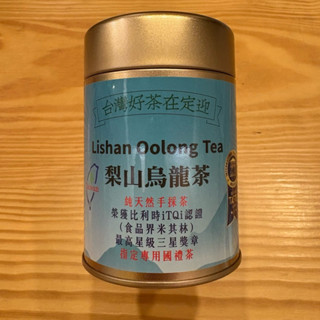 台灣好茶在定迎
Lishan Oolong Tea
梨山烏龍茶
純天然手採茶
榮獲比利時iTQi認證
(食品界米其林)
最高星級三星獎章
指定專用國禮茶